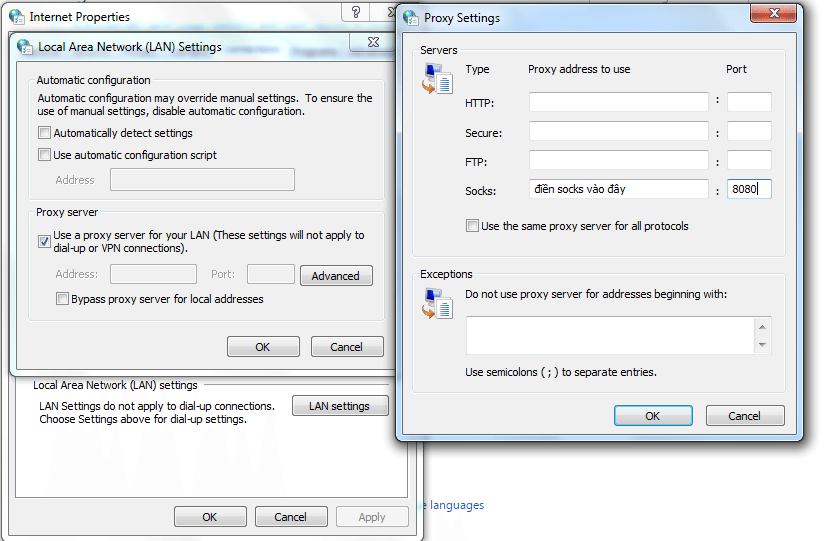 Internet Properties
?
Local Area Network (LAN) Settings
Automatic configuration
Automatic configuration may override manual settings. To ensure the
use of manual settings, disable automatic configuration.
Automatically detect settings
Use automatic configuration script
Address
Proxy server
Use a proxy server for your LAN (These settings will not apply to
dial-up or VPN connections).
Address:
Port:
Advanced
Bypass proxy server for local addresses
OK
Cancel
Local Area Network (LAN) settings
LAN Settings do not apply to dial-up connections.
Choose Settings above for dial-up settings.
LAN settings
OK
Cancel
Apply
Proxy Settings
Servers
Type
Proxy address to use
Port
HTTP:
:
Secure:
:
FTP:
:
Socks:
điền socks vào đây
:
8080
Use the same proxy server for all protocols
Exceptions
Do not use proxy server for addresses beginning with:
Use semicolons ( ; ) to separate entries.
OK
Cancel
languages